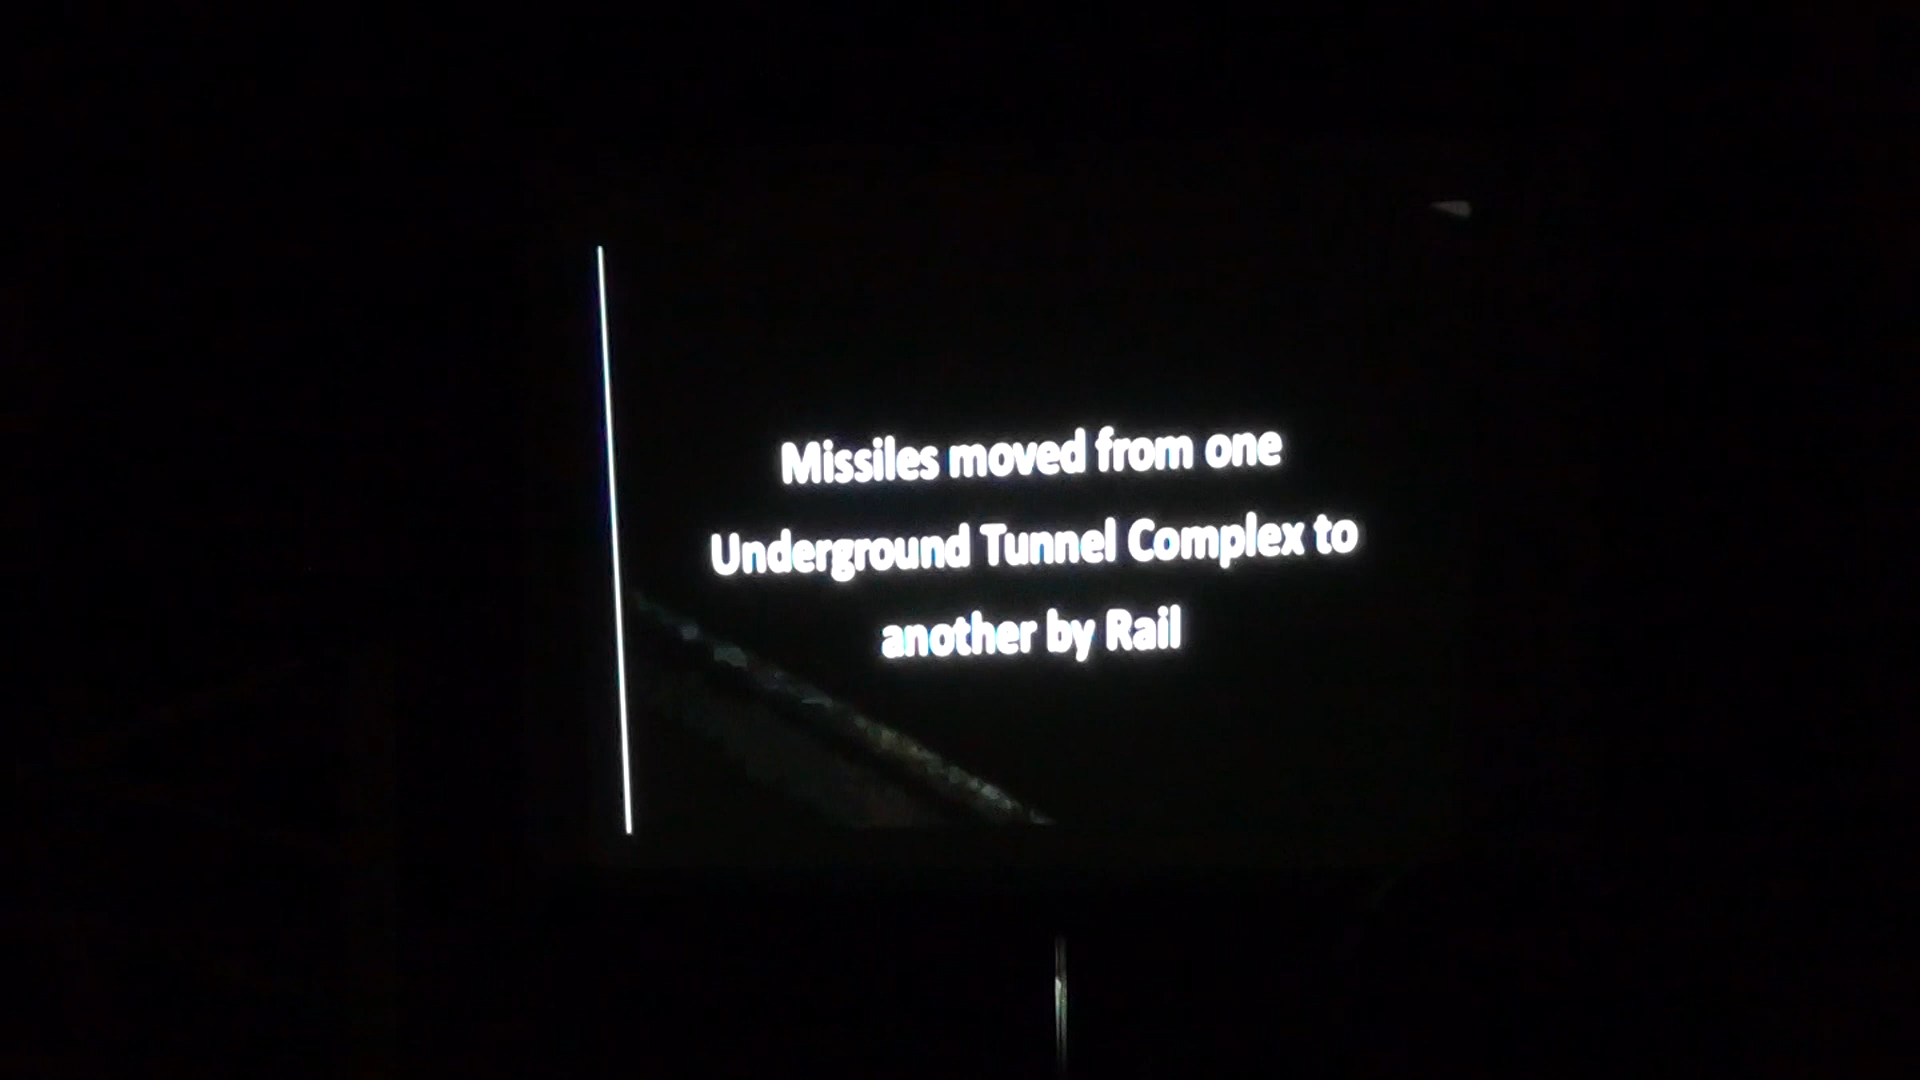 Missiles moved from one
Underground Tunnel Complex to
another by Rail